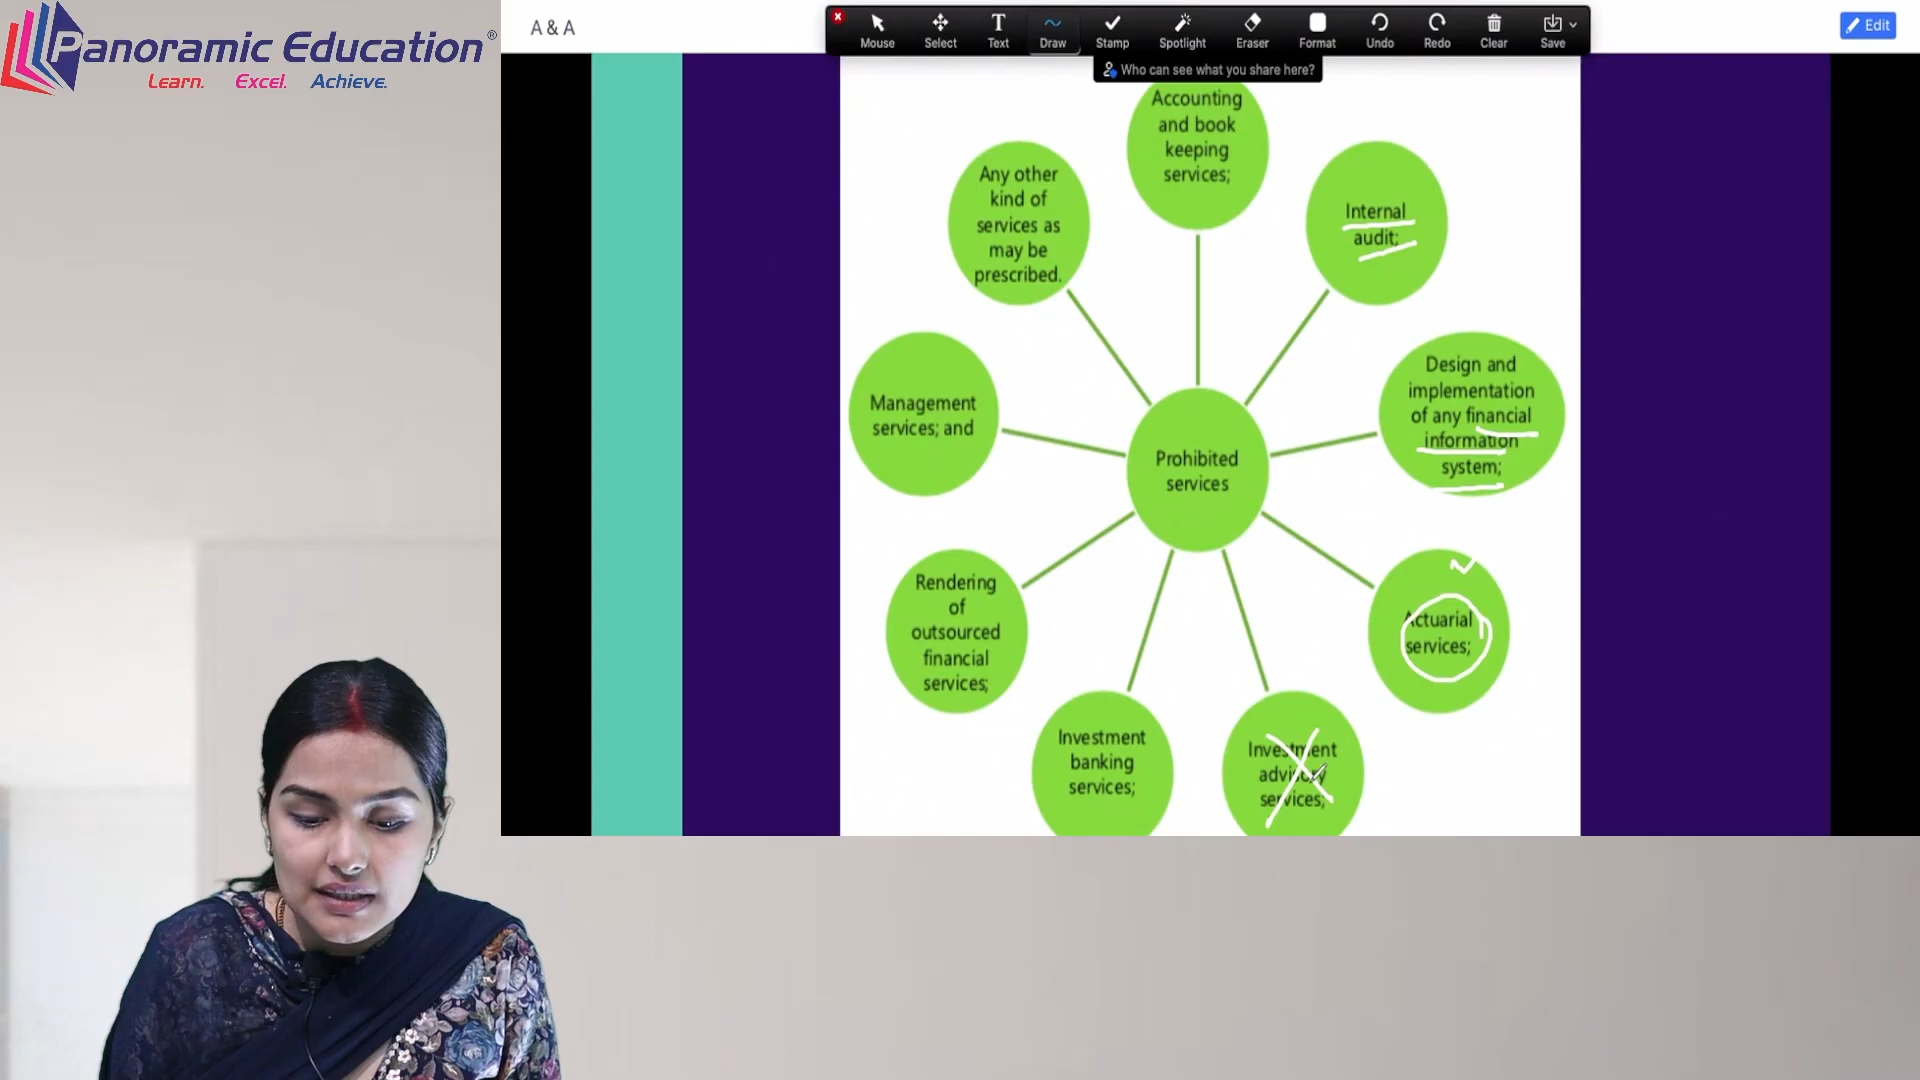 Panoramic Education®
Learn. Excel. Achieve.
A & A
Mouse
Select
Text
Draw
Stamp
Spotlight
Eraser
Format
Undo
Redo
Clear
Save
Edit
Who can see what you share here?
Accounting
and book
keeping
services;
Internal
audit;
Design and
implementation
of any financial
information
system;
Actuarial
services;
Investment
advisory
services;
Investment
banking
services;
Rendering
of
outsourced
financial
services;
Management
services; and
Any other
kind of
services as
may be
prescribed.
Prohibited
services